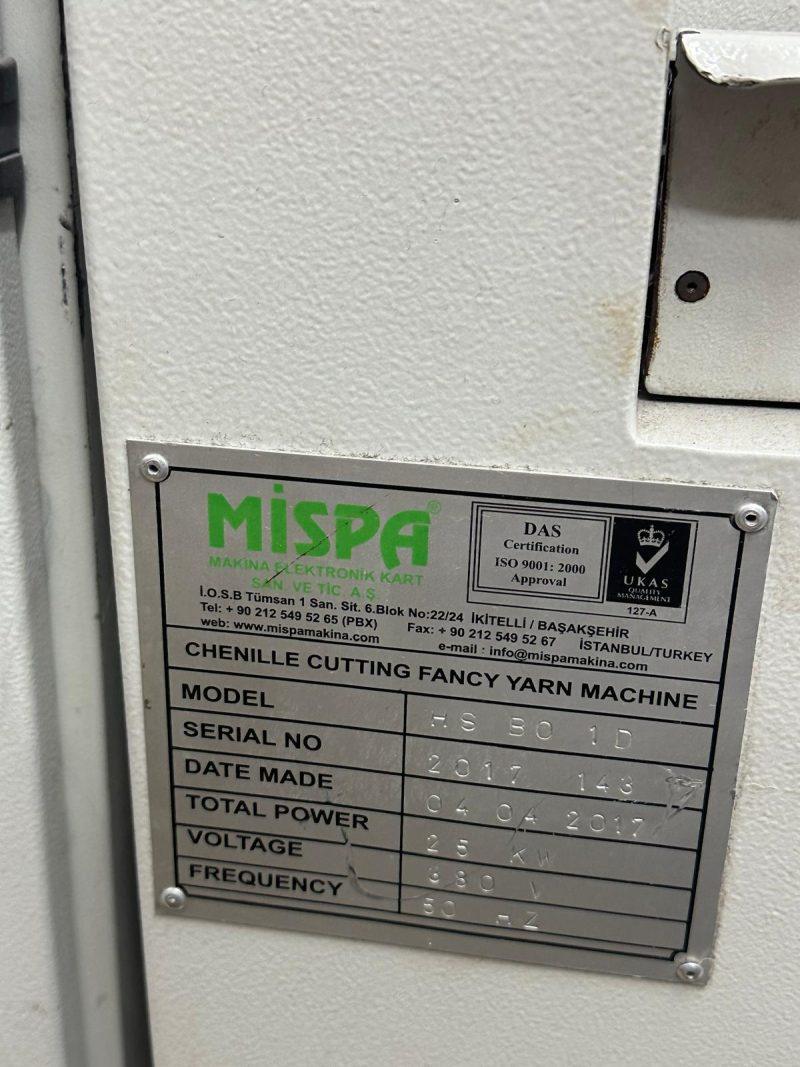 MİSPA®
MAKİNA ELEKTRONİK KART
SAN. VE TİC. A.Ş.
DAS
Certification
ISO 9001: 2000
Approval
UKAS
QUALITY
MANAGEMENT
127-A
İ.O.S.B Tümsan 1 San. Sit. 6.Blok No:22/24 İKİTELLİ / BAŞAKŞEHİR
Tel: + 90 212 549 52 65 (PBX) Fax: + 90 212 549 52 67 İSTANBUL/TURKEY
web: www.mispamakina.com e-mail : info@mispamakina.com
CHENILLE CUTTING FANCY YARN MACHINE
MODEL HS BO 1D
SERIAL NO 2017 143
DATE MADE 04 04 2017
TOTAL POWER 25 KW
VOLTAGE 380 V
FREQUENCY 50 HZ